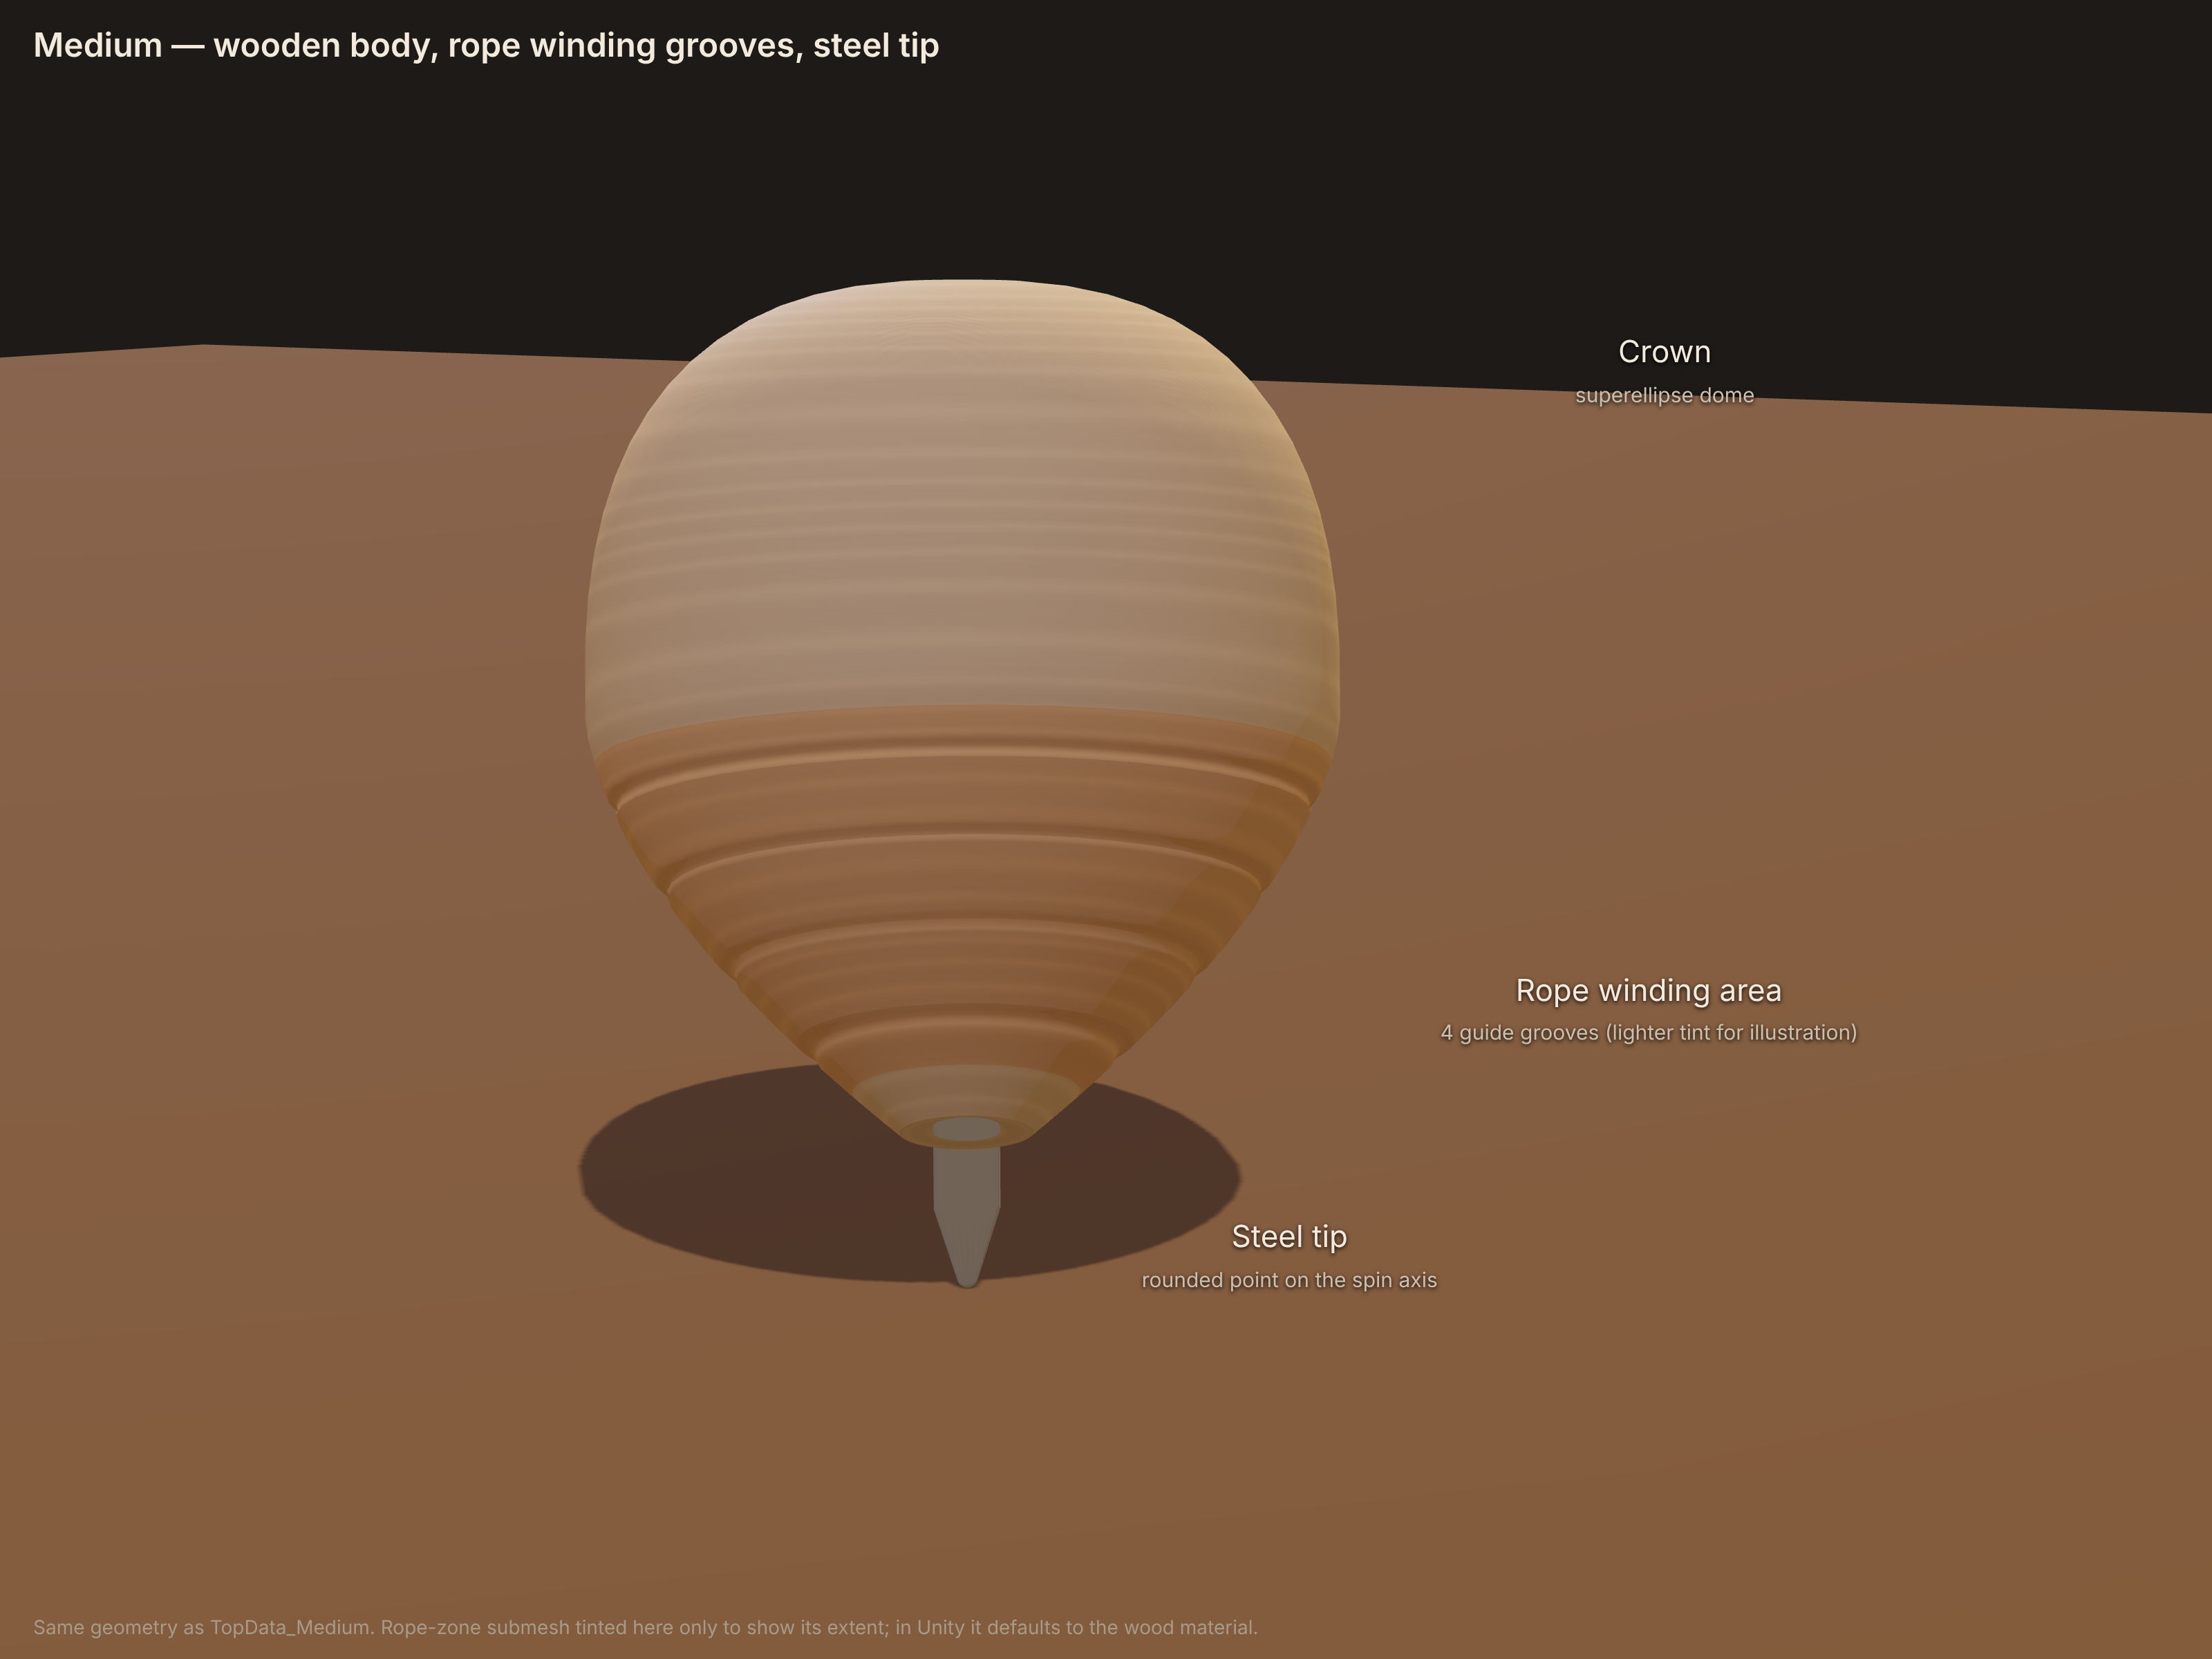 Medium — wooden body, rope winding grooves, steel tip
Crown
superellipse dome
Rope winding area
4 guide grooves (lighter tint for illustration)
Steel tip
rounded point on the spin axis
Same geometry as TopData_Medium. Rope-zone submesh tinted here only to show its extent; in Unity it defaults to the wood material.